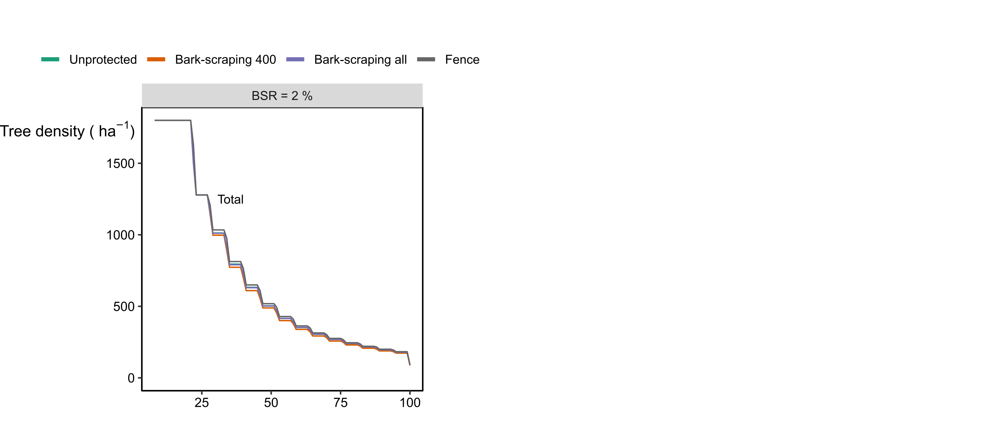 Unprotected Bark-scraping 400 Bark-scraping all Fence
BSR = 2 %
Tree density ( ha⁻¹)
1500
Total
1000
500
0
25 50 75 100